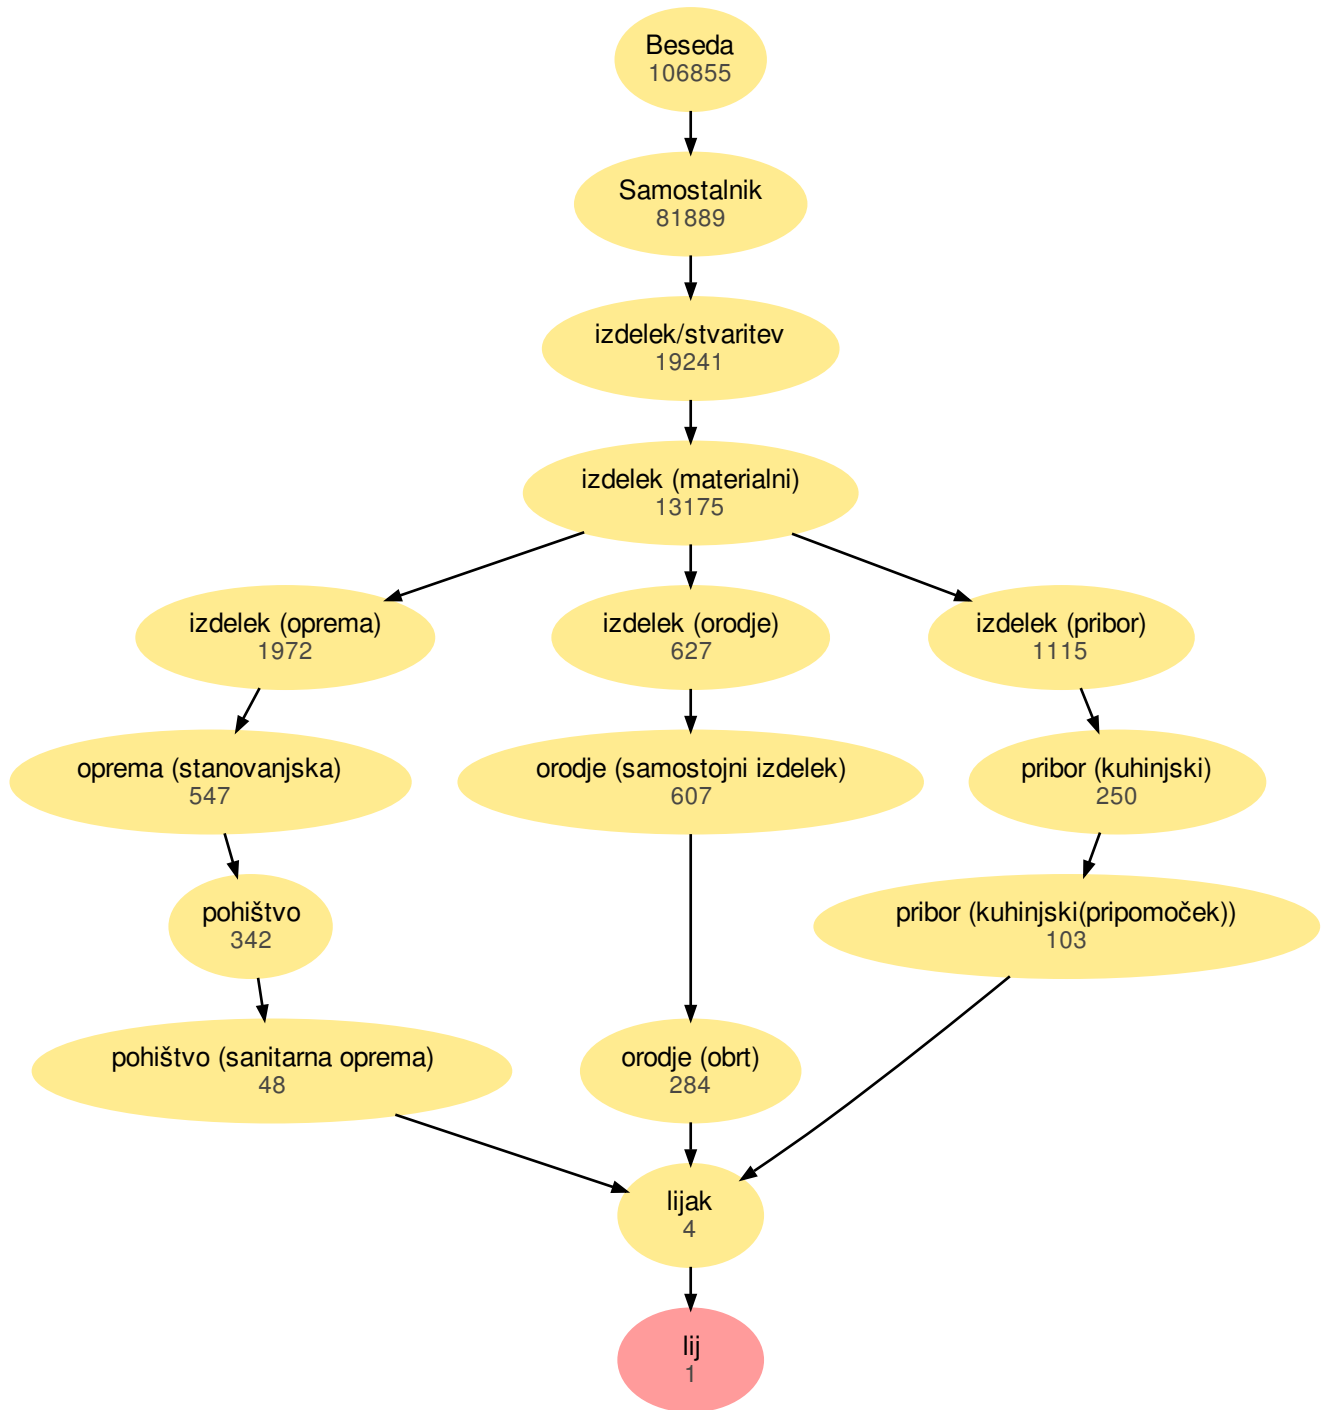 Beseda
106855
Samostalnik
81889
izdelek/stvaritev
19241
izdelek (materialni)
13175
izdelek (oprema)
1972
izdelek (orodje)
627
izdelek (pribor)
1115
oprema (stanovanjska)
547
orodje (samostojni izdelek)
607
pribor (kuhinjski)
250
pohištvo
342
pribor (kuhinjski(pripomoček))
103
pohištvo (sanitarna oprema)
48
orodje (obrt)
284
lijak
4
lij
1